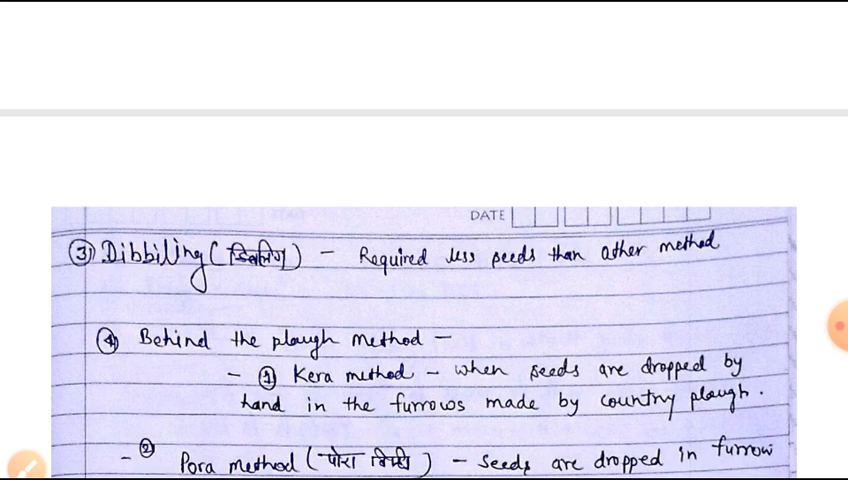 DATE
③ Dibbiling (डिबलिंग) - Required less seeds than other method
④ Behind the plough method -
- ① Kera method - when seeds are dropped by
hand in the furrows made by country plough.
- ② Pora method (पोरा विधी) - seeds are dropped in furrow